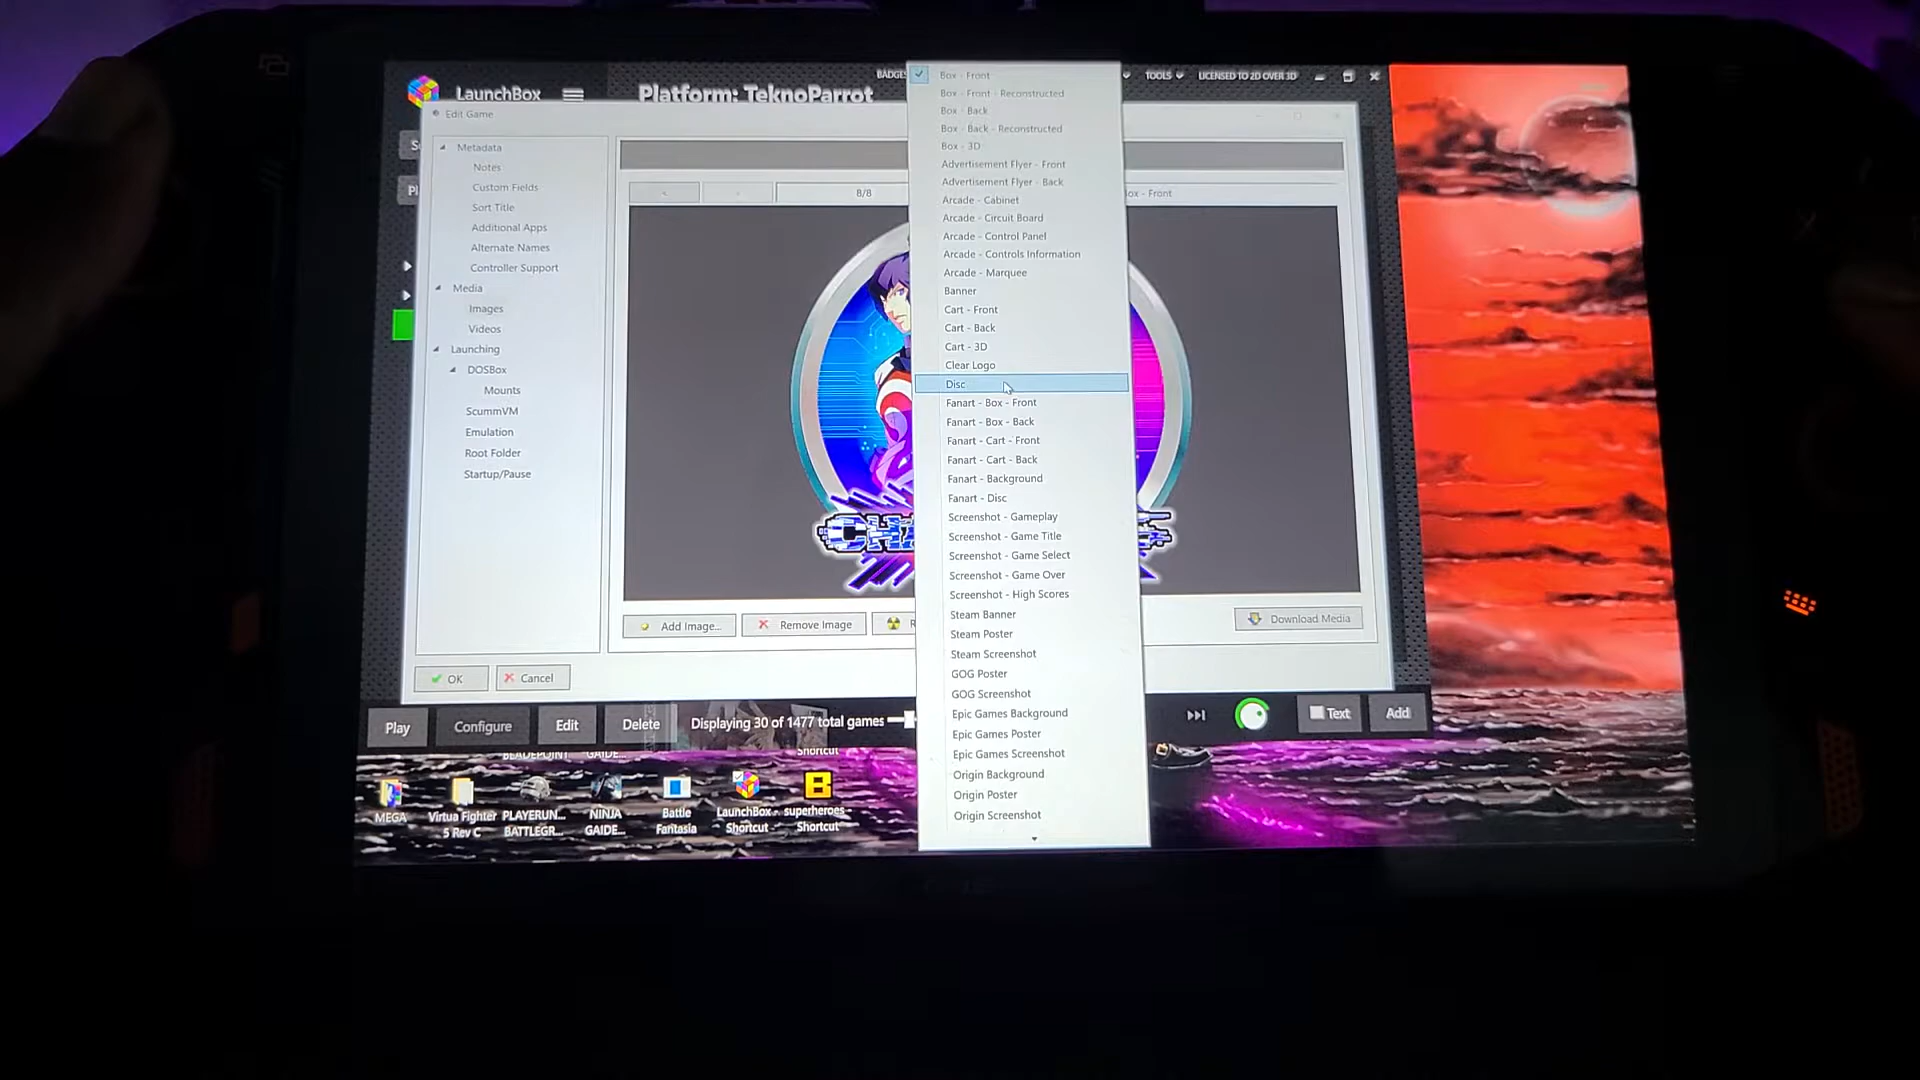 LaunchBox
Platform: TeknoParrot
BADGES
TOOLS
LICENSED TO 2D OVER 3D
Edit Game
Metadata
Notes
Custom Fields
Sort Title
Additional Apps
Alternate Names
Controller Support
Media
Images
Videos
Launching
DOSBox
Mounts
ScummVM
Emulation
Root Folder
Startup/Pause
8/8
Box - Front
Box - Front - Reconstructed
Box - Back
Box - Back - Reconstructed
Box - 3D
Advertisement Flyer - Front
Advertisement Flyer - Back
Arcade - Cabinet
Arcade - Circuit Board
Arcade - Control Panel
Arcade - Controls Information
Arcade - Marquee
Banner
Cart - Front
Cart - Back
Cart - 3D
Clear Logo
Disc
Fanart - Box - Front
Fanart - Box - Back
Fanart - Cart - Front
Fanart - Cart - Back
Fanart - Background
Fanart - Disc
Screenshot - Gameplay
Screenshot - Game Title
Screenshot - Game Select
Screenshot - Game Over
Screenshot - High Scores
Steam Banner
Steam Poster
Steam Screenshot
GOG Poster
GOG Screenshot
Epic Games Background
Epic Games Poster
Epic Games Screenshot
Origin Background
Origin Poster
Origin Screenshot
- Front
Add Image...
Remove Image
Download Media
OK
Cancel
Play
Configure
Edit
Delete
Displaying 30 of 1477 total games
Text
Add
BLADEPOINT
GAIDE...
Shortcut
MEGA
Virtua Fighter
5 Rev C
PLAYERUN...
BATTLEGR...
NINJA
GAIDE...
Battle
Fantasia
LaunchBox -
Shortcut
superheroes -
Shortcut